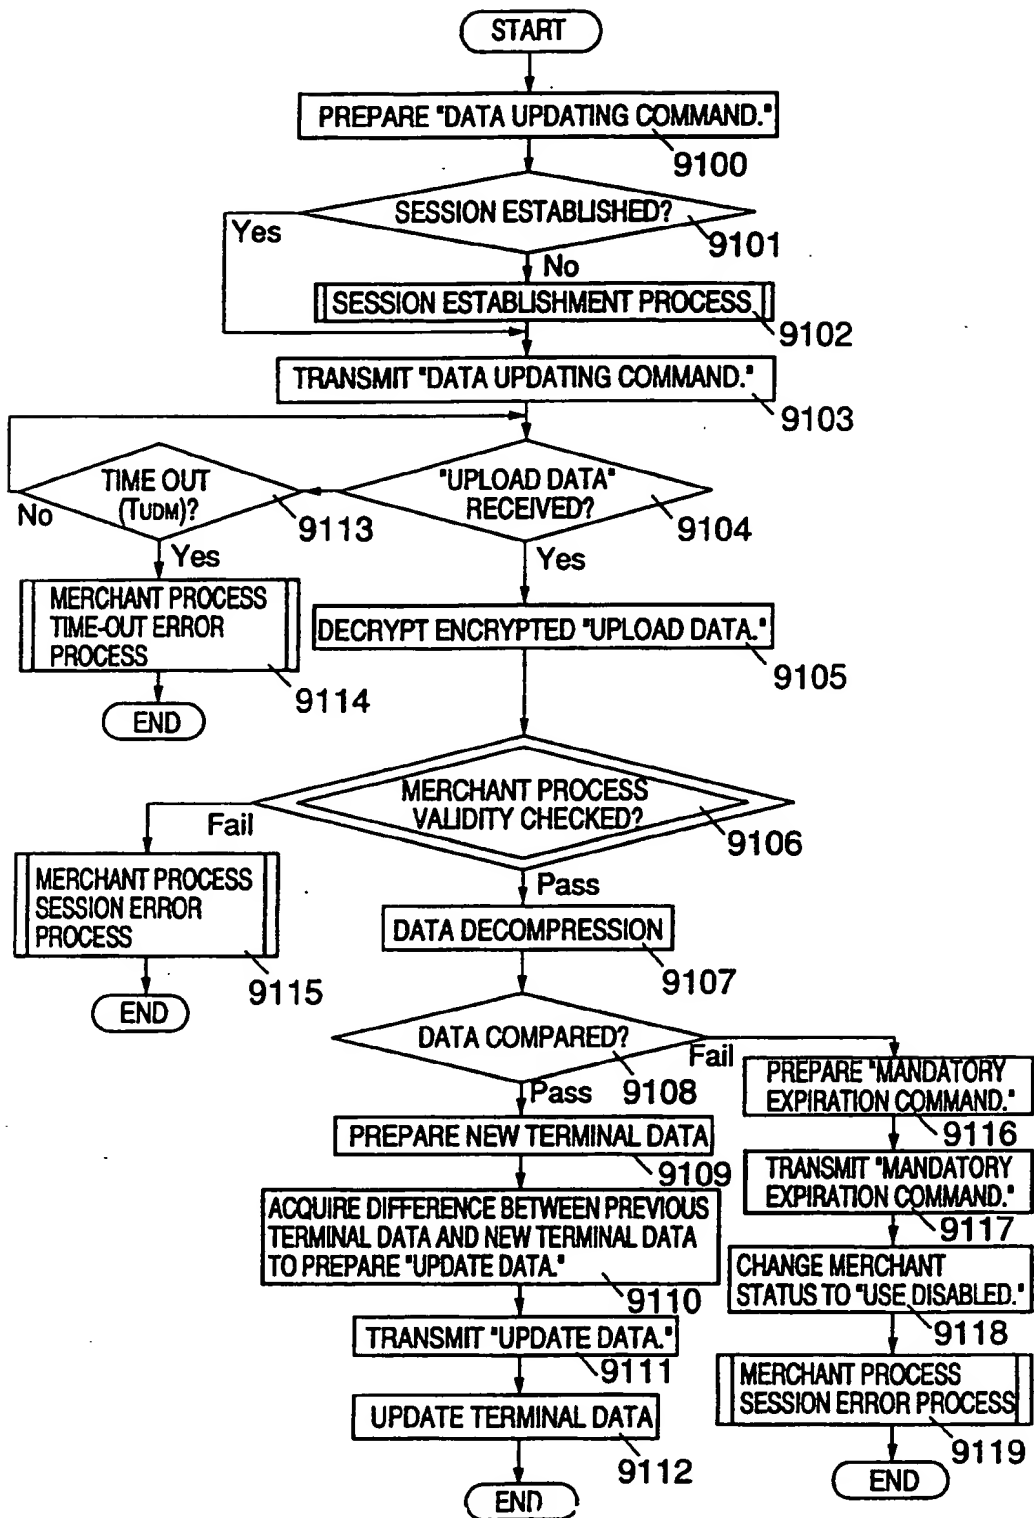 START
PREPARE "DATA UPDATING COMMAND."
9100
SESSION ESTABLISHED?
Yes
9101
No
SESSION ESTABLISHMENT PROCESS
9102
TRANSMIT "DATA UPDATING COMMAND."
9103
TIME OUT
(TUDM)?
"UPLOAD DATA"
RECEIVED?
No
9113
9104
Yes
Yes
MERCHANT PROCESS
TIME-OUT ERROR
PROCESS
DECRYPT ENCRYPTED "UPLOAD DATA."
9105
9114
END
MERCHANT PROCESS
VALIDITY CHECKED?
Fail
9106
Pass
MERCHANT PROCESS
SESSION ERROR
PROCESS
DATA DECOMPRESSION
9107
9115
END
DATA COMPARED?
Fail
9108
Pass
PREPARE "MANDATORY
EXPIRATION COMMAND."
9116
PREPARE NEW TERMINAL DATA
9109
TRANSMIT "MANDATORY
EXPIRATION COMMAND."
9117
ACQUIRE DIFFERENCE BETWEEN PREVIOUS
TERMINAL DATA AND NEW TERMINAL DATA
TO PREPARE "UPDATE DATA."
9110
CHANGE MERCHANT
STATUS TO "USE DISABLED."
9118
TRANSMIT "UPDATE DATA."
9111
MERCHANT PROCESS
SESSION ERROR PROCESS
9119
UPDATE TERMINAL DATA
9112
END
END